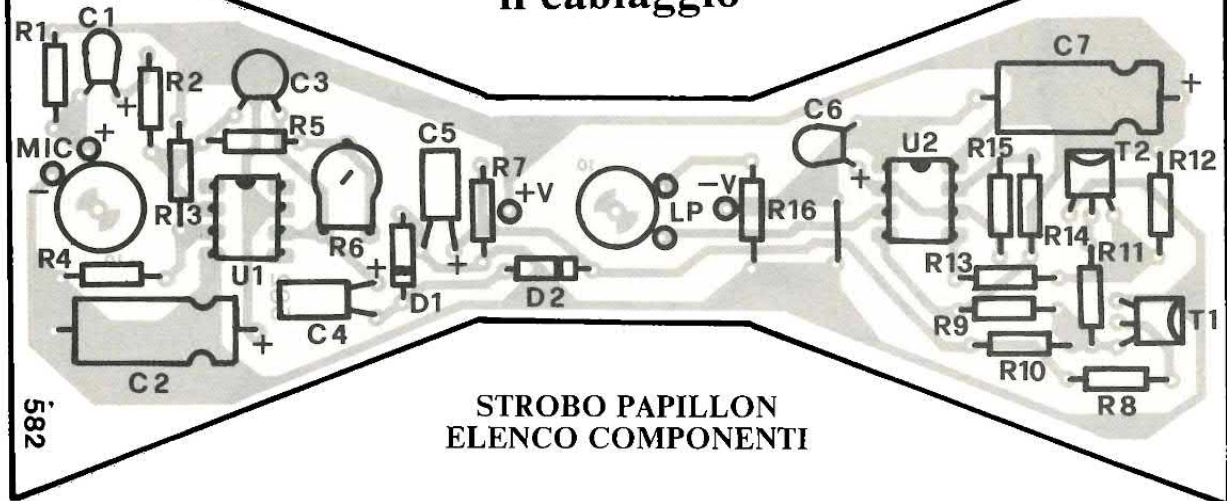 il cablaggio
R1
C1
+
R2
C3
R5
MIC
+
-
R13
R4
U1
R6
C5
+
R7
+V
+
D1
C4
C2
+
D2
LP
-V
R16
C6
+
U2
C7
+
R15
T2
R12
R14
R11
R13
R9
R10
T1
R8
582
STROBO PAPILLON
ELENCO COMPONENTI